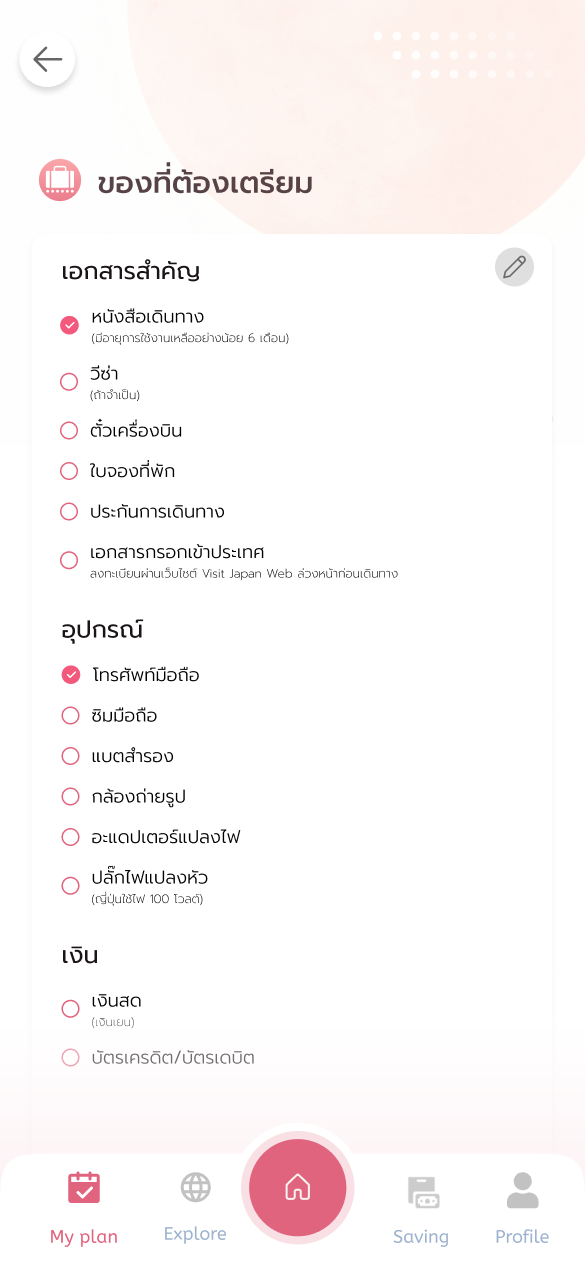 ของที่ต้องเตรียม
เอกสารสำคัญ
หนังสือเดินทาง
(มีอายุการใช้งานเหลืออย่างน้อย 6 เดือน)
วีซ่า
(ถ้าจำเป็น)
ตั๋วเครื่องบิน
ใบจองที่พัก
ประกันการเดินทาง
เอกสารกรอกเข้าประเทศ
ลงทะเบียนผ่านเว็บไซต์ Visit Japan Web ล่วงหน้าก่อนเดินทาง
อุปกรณ์
โทรศัพท์มือถือ
ซิมมือถือ
แบตสำรอง
กล้องถ่ายรูป
อะแดปเตอร์แปลงไฟ
ปลั๊กไฟแปลงหัว
(ญี่ปุ่นใช้ไฟ 100 โวลต์)
เงิน
เงินสด
(เงินเยน)
บัตรเครดิต/บัตรเดบิต
My plan
Explore
Saving
Profile